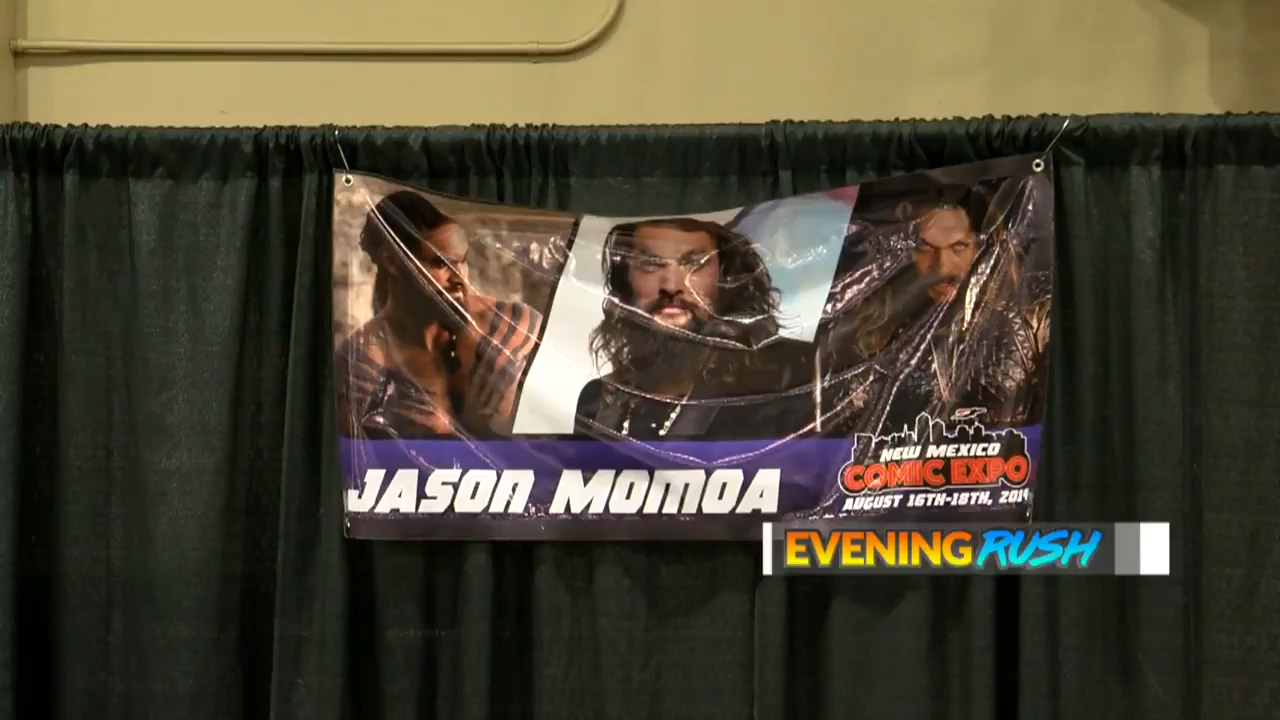 JASON MOMOA
NEW MEXICO
COMIC EXPO
AUGUST 16TH-18TH, 2019
EVENING RUSH